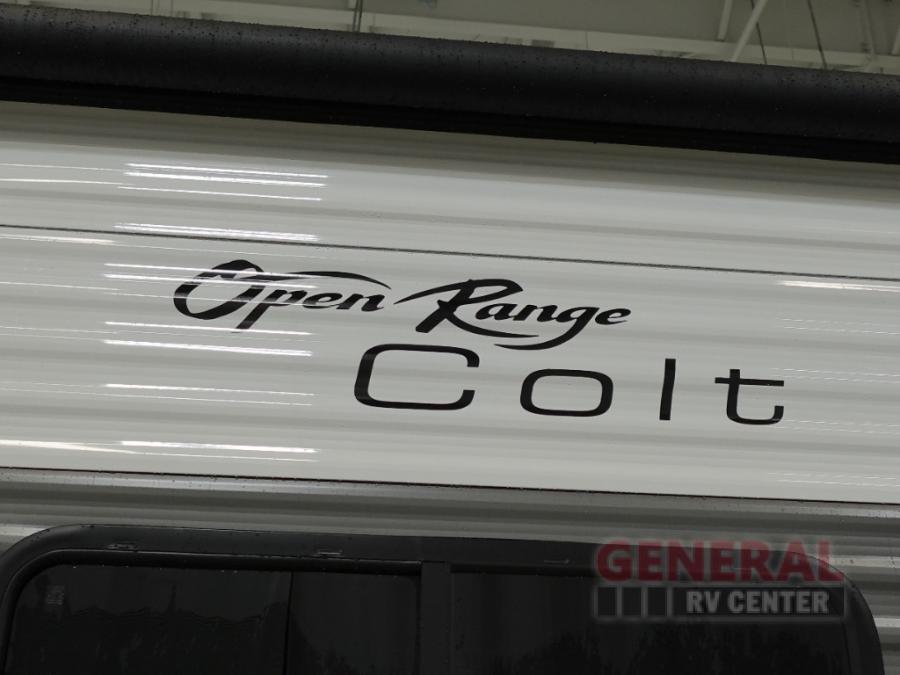 Open Range
Colt
GENERAL
RV CENTER